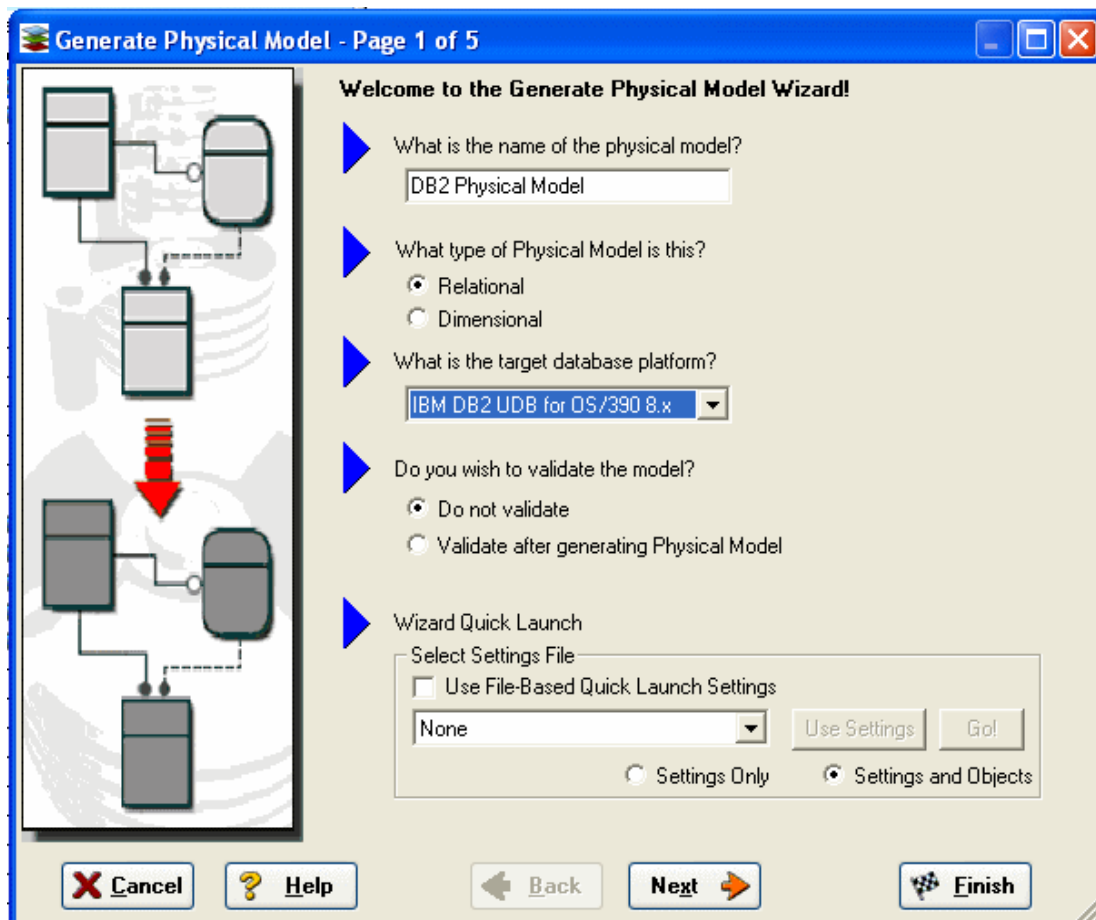 Generate Physical Model - Page 1 of 5
Welcome to the Generate Physical Model Wizard!
What is the name of the physical model?
DB2 Physical Model
What type of Physical Model is this?
Relational
Dimensional
What is the target database platform?
IBM DB2 UDB for OS/390 8.x
Do you wish to validate the model?
Do not validate
Validate after generating Physical Model
Wizard Quick Launch
Select Settings File
Use File-Based Quick Launch Settings
None
Use Settings
Go!
Settings Only
Settings and Objects
Cancel
Help
Back
Next
Finish